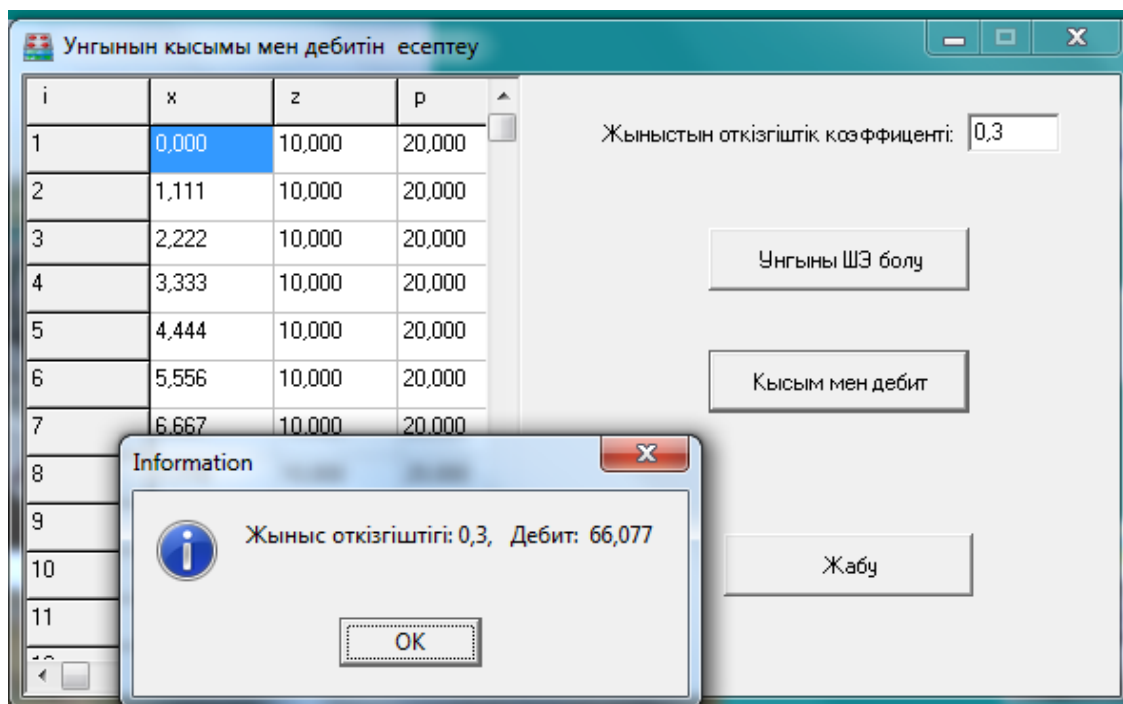 Унгынын кысымы мен дебитін есептеу
i x z p
1 0,000 10,000 20,000
2 1,111 10,000 20,000
3 2,222 10,000 20,000
4 3,333 10,000 20,000
5 4,444 10,000 20,000
6 5,556 10,000 20,000
7 6,667 10,000 20,000
8
9
10
11
Жыныстын откізгіштік коэффиценті: 0,3
Унгыны ШЭ болу
Кысым мен дебит
Жабу
Information
Жыныс откізгіштігі: 0,3, Дебит: 66,077
OK